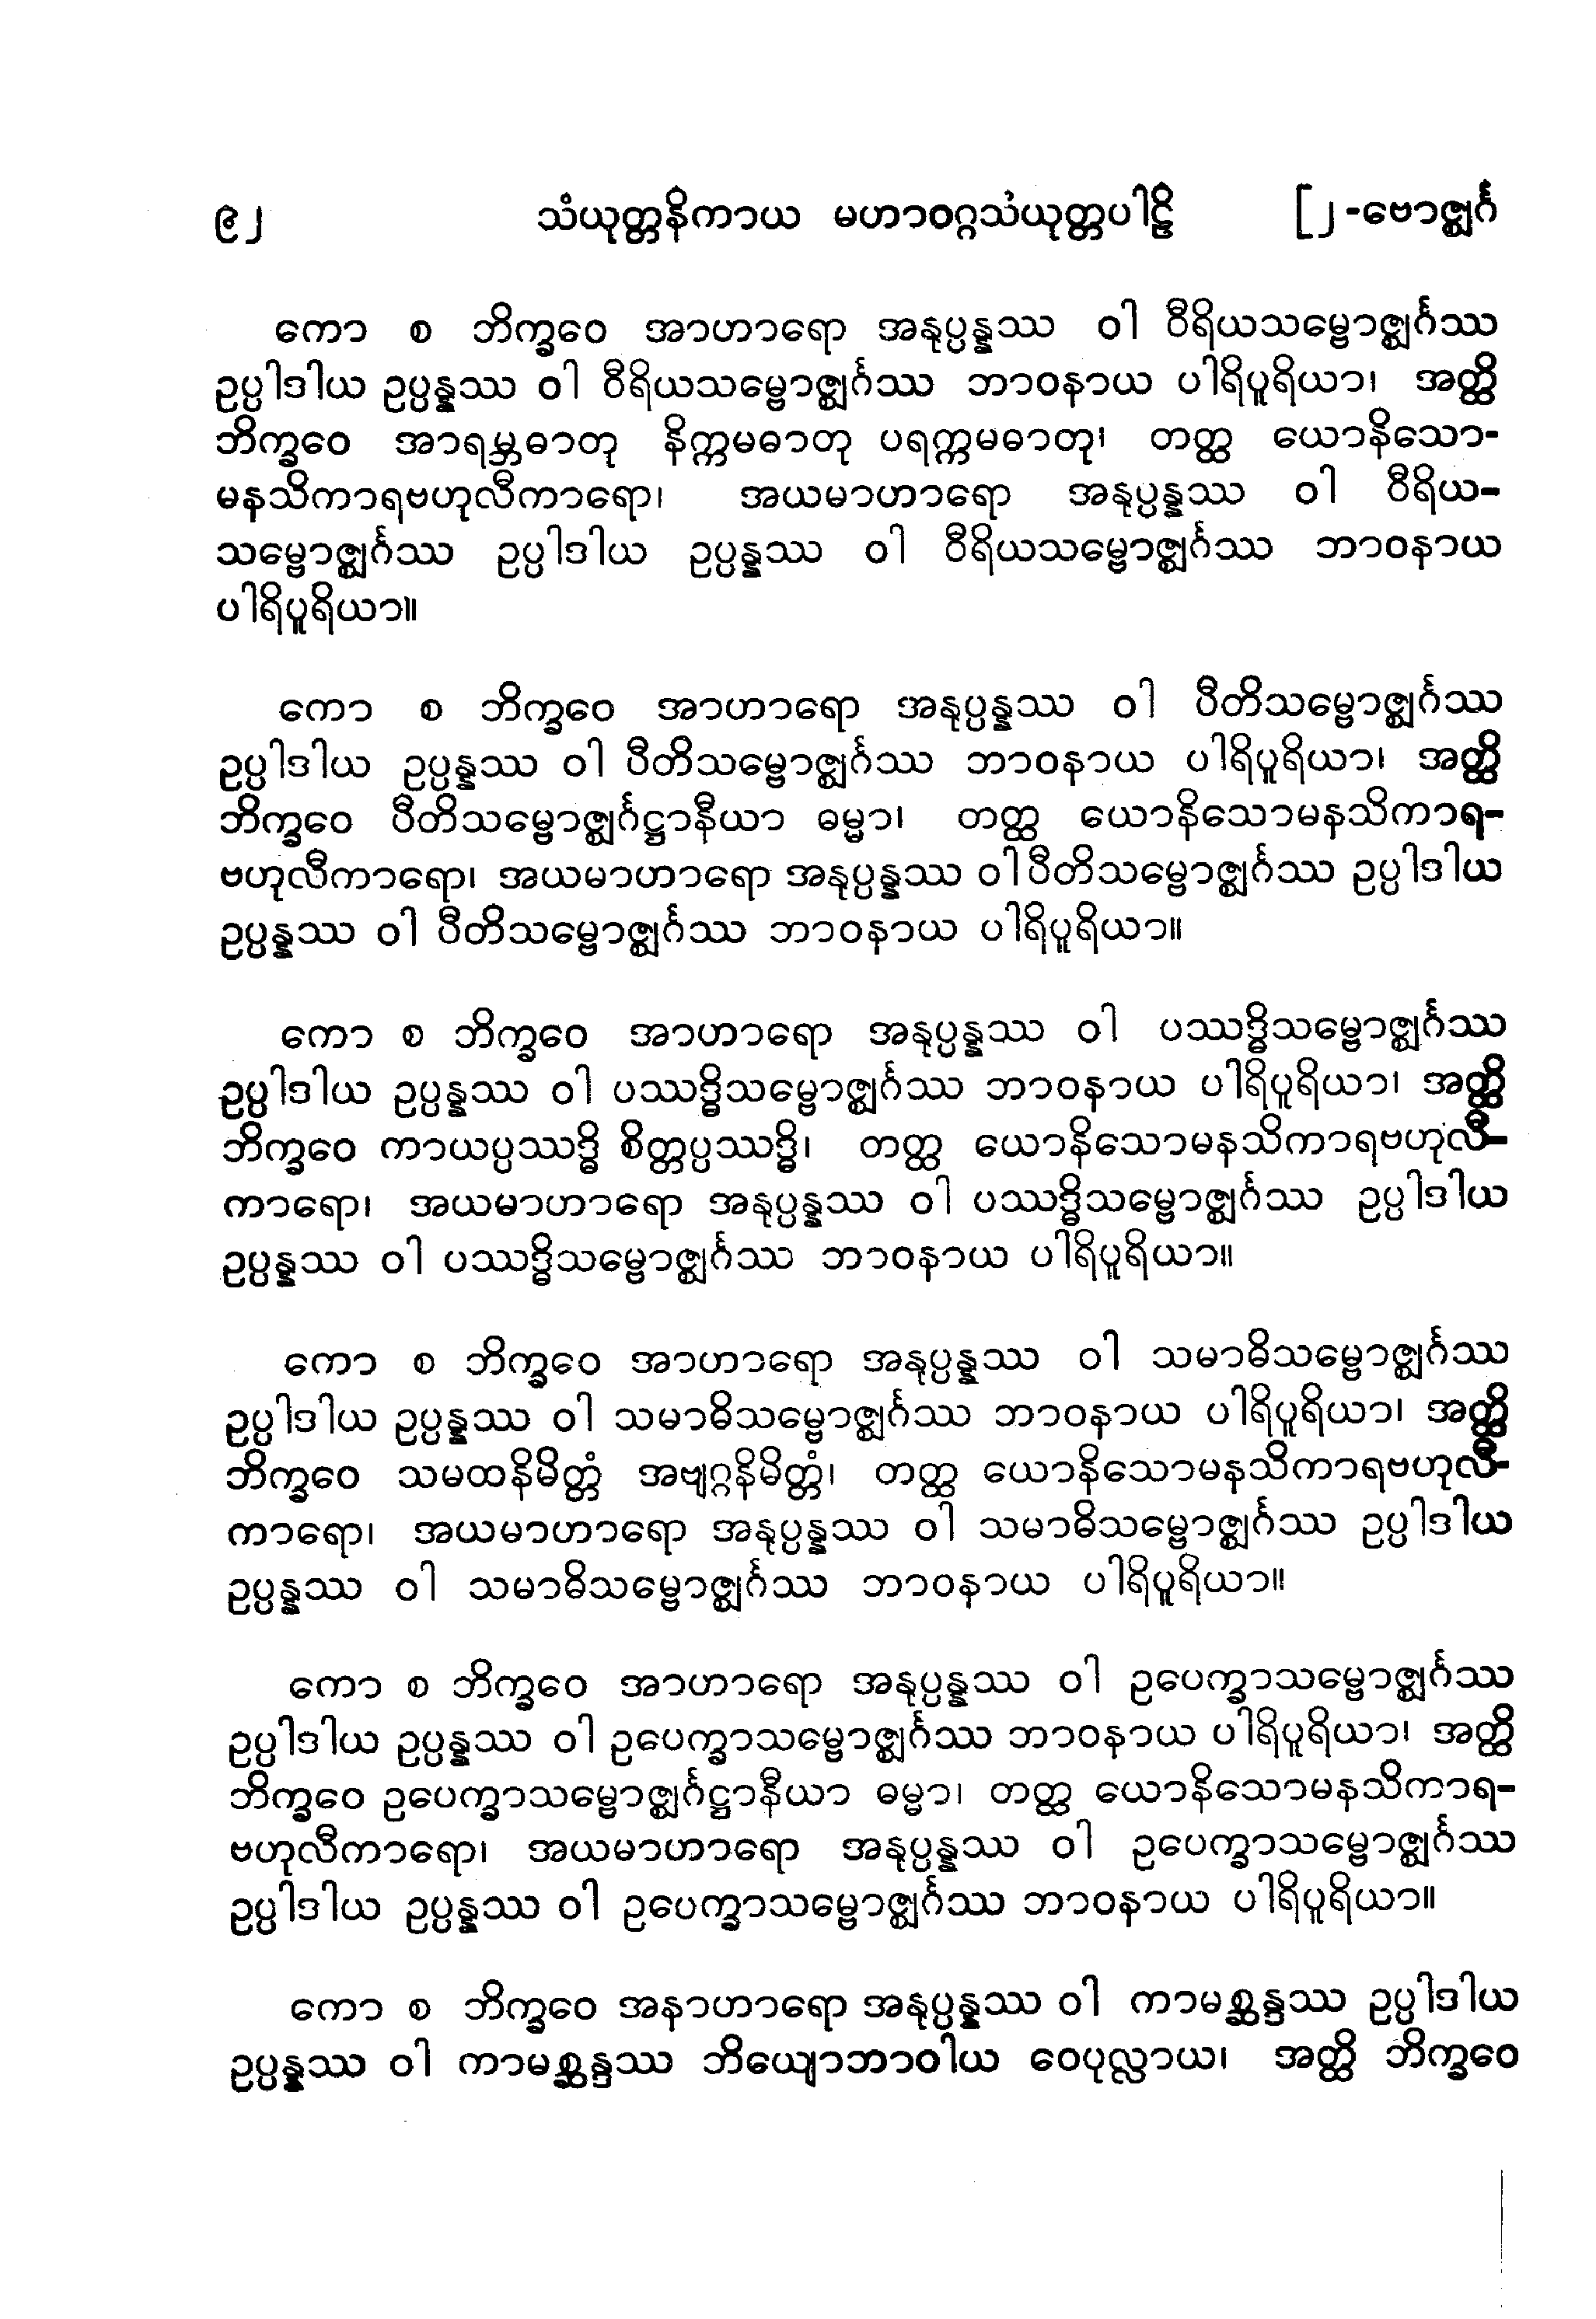 ၉၂ သံယုတ္တနိကာယ မဟာဝဂ္ဂသံယုတ္တပါဠိ [၂-ဗောဇ္ဈင်္ဂ
ကော စ ဘိက္ခဝေ အာဟာရော အနုပ္ပန္နဿ ဝါ ဝီရိယသမ္ဗောဇ္ဈင်္ဂဿ
ဥပ္ပါဒါယ ဥပ္ပန္နဿ ဝါ ဝီရိယသမ္ဗောဇ္ဈင်္ဂဿ ဘာဝနာယ ပါရိပူရိယာ၊ အတ္ထိ
ဘိက္ခဝေ အာရမ္ဘဓာတု နိက္ကမဓာတု ပရက္ကမဓာတု၊ တတ္ထ ယောနိသော-
မနသိကာရဗဟုလီကာရော၊ အယမာဟာရော အနုပ္ပန္နဿ ဝါ ဝီရိယ-
သမ္ဗောဇ္ဈင်္ဂဿ ဥပ္ပါဒါယ ဥပ္ပန္နဿ ဝါ ဝီရိယသမ္ဗောဇ္ဈင်္ဂဿ ဘာဝနာယ
ပါရိပူရိယာ။
ကော စ ဘိက္ခဝေ အာဟာရော အနုပ္ပန္နဿ ဝါ ပီတိသမ္ဗောဇ္ဈင်္ဂဿ
ဥပ္ပါဒါယ ဥပ္ပန္နဿ ဝါ ပီတိသမ္ဗောဇ္ဈင်္ဂဿ ဘာဝနာယ ပါရိပူရိယာ၊ အတ္ထိ
ဘိက္ခဝေ ပီတိသမ္ဗောဇ္ဈင်္ဂဋ္ဌာနီယာ ဓမ္မာ၊ တတ္ထ ယောနိသောမနသိကာရ-
ဗဟုလီကာရော၊ အယမာဟာရော အနုပ္ပန္နဿ ဝါ ပီတိသမ္ဗောဇ္ဈင်္ဂဿ ဥပ္ပါဒါယ
ဥပ္ပန္နဿ ဝါ ပီတိသမ္ဗောဇ္ဈင်္ဂဿ ဘာဝနာယ ပါရိပူရိယာ။
ကော စ ဘိက္ခဝေ အာဟာရော အနုပ္ပန္နဿ ဝါ ပဿဒ္ဓိသမ္ဗောဇ္ဈင်္ဂဿ
ဥပ္ပါဒါယ ဥပ္ပန္နဿ ဝါ ပဿဒ္ဓိသမ္ဗောဇ္ဈင်္ဂဿ ဘာဝနာယ ပါရိပူရိယာ၊ အတ္ထိ
ဘိက္ခဝေ ကာယပ္ပဿဒ္ဓိ စိတ္တပ္ပဿဒ္ဓိ၊ တတ္ထ ယောနိသောမနသိကာရဗဟုလီ-
ကာရော၊ အယမာဟာရော အနုပ္ပန္နဿ ဝါ ပဿဒ္ဓိသမ္ဗောဇ္ဈင်္ဂဿ ဥပ္ပါဒါယ
ဥပ္ပန္နဿ ဝါ ပဿဒ္ဓိသမ္ဗောဇ္ဈင်္ဂဿ ဘာဝနာယ ပါရိပူရိယာ။
ကော စ ဘိက္ခဝေ အာဟာရော အနုပ္ပန္နဿ ဝါ သမာဓိသမ္ဗောဇ္ဈင်္ဂဿ
ဥပ္ပါဒါယ ဥပ္ပန္နဿ ဝါ သမာဓိသမ္ဗောဇ္ဈင်္ဂဿ ဘာဝနာယ ပါရိပူရိယာ၊ အတ္ထိ
ဘိက္ခဝေ သမထနိမိတ္တံ အဗျဂ္ဂနိမိတ္တံ၊ တတ္ထ ယောနိသောမနသိကာရဗဟုလီ-
ကာရော၊ အယမာဟာရော အနုပ္ပန္နဿ ဝါ သမာဓိသမ္ဗောဇ္ဈင်္ဂဿ ဥပ္ပါဒါယ
ဥပ္ပန္နဿ ဝါ သမာဓိသမ္ဗောဇ္ဈင်္ဂဿ ဘာဝနာယ ပါရိပူရိယာ။
ကော စ ဘိက္ခဝေ အာဟာရော အနုပ္ပန္နဿ ဝါ ဥပေက္ခာသမ္ဗောဇ္ဈင်္ဂဿ
ဥပ္ပါဒါယ ဥပ္ပန္နဿ ဝါ ဥပေက္ခာသမ္ဗောဇ္ဈင်္ဂဿ ဘာဝနာယ ပါရိပူရိယာ၊ အတ္ထိ
ဘိက္ခဝေ ဥပေက္ခာသမ္ဗောဇ္ဈင်္ဂဋ္ဌာနီယာ ဓမ္မာ၊ တတ္ထ ယောနိသောမနသိကာရ-
ဗဟုလီကာရော၊ အယမာဟာရော အနုပ္ပန္နဿ ဝါ ဥပေက္ခာသမ္ဗောဇ္ဈင်္ဂဿ
ဥပ္ပါဒါယ ဥပ္ပန္နဿ ဝါ ဥပေက္ခာသမ္ဗောဇ္ဈင်္ဂဿ ဘာဝနာယ ပါရိပူရိယာ။
ကော စ ဘိက္ခဝေ အနာဟာရော အနုပ္ပန္နဿ ဝါ ကာမစ္ဆန္ဒဿ ဥပ္ပါဒါယ
ဥပ္ပန္နဿ ဝါ ကာမစ္ဆန္ဒဿ ဘိယျောဘာဝါယ ဝေပုလ္လာယ၊ အတ္ထိ ဘိက္ခဝေ